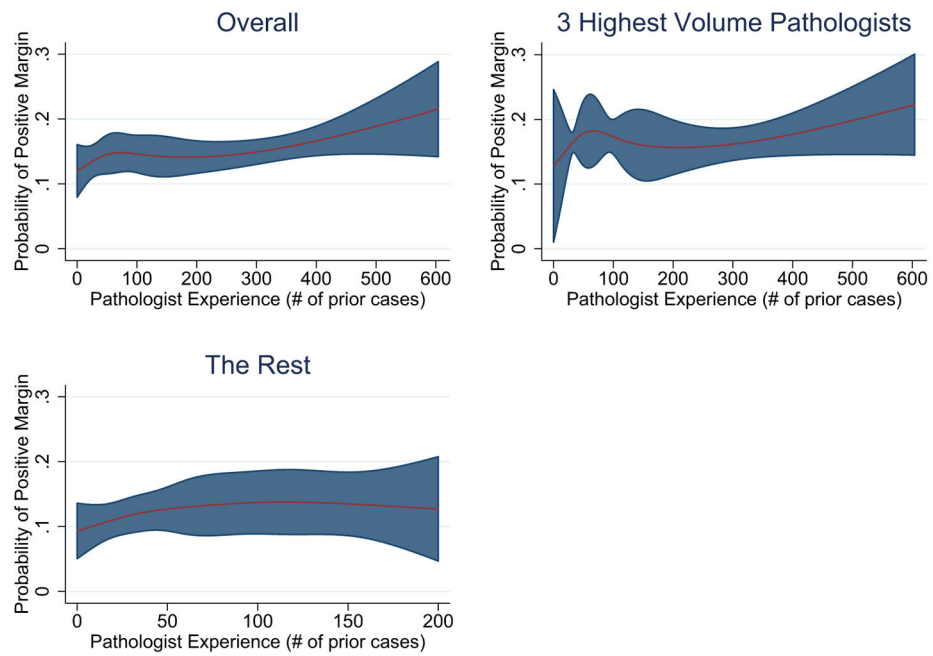 Overall
Probability of Positive Margin
.3
.2
.1
0
0 100 200 300 400 500 600
Pathologist Experience (# of prior cases)
3 Highest Volume Pathologists
Probability of Positive Margin
.3
.2
.1
0
0 100 200 300 400 500 600
Pathologist Experience (# of prior cases)
The Rest
Probability of Positive Margin
.3
.2
.1
0
0 50 100 150 200
Pathologist Experience (# of prior cases)